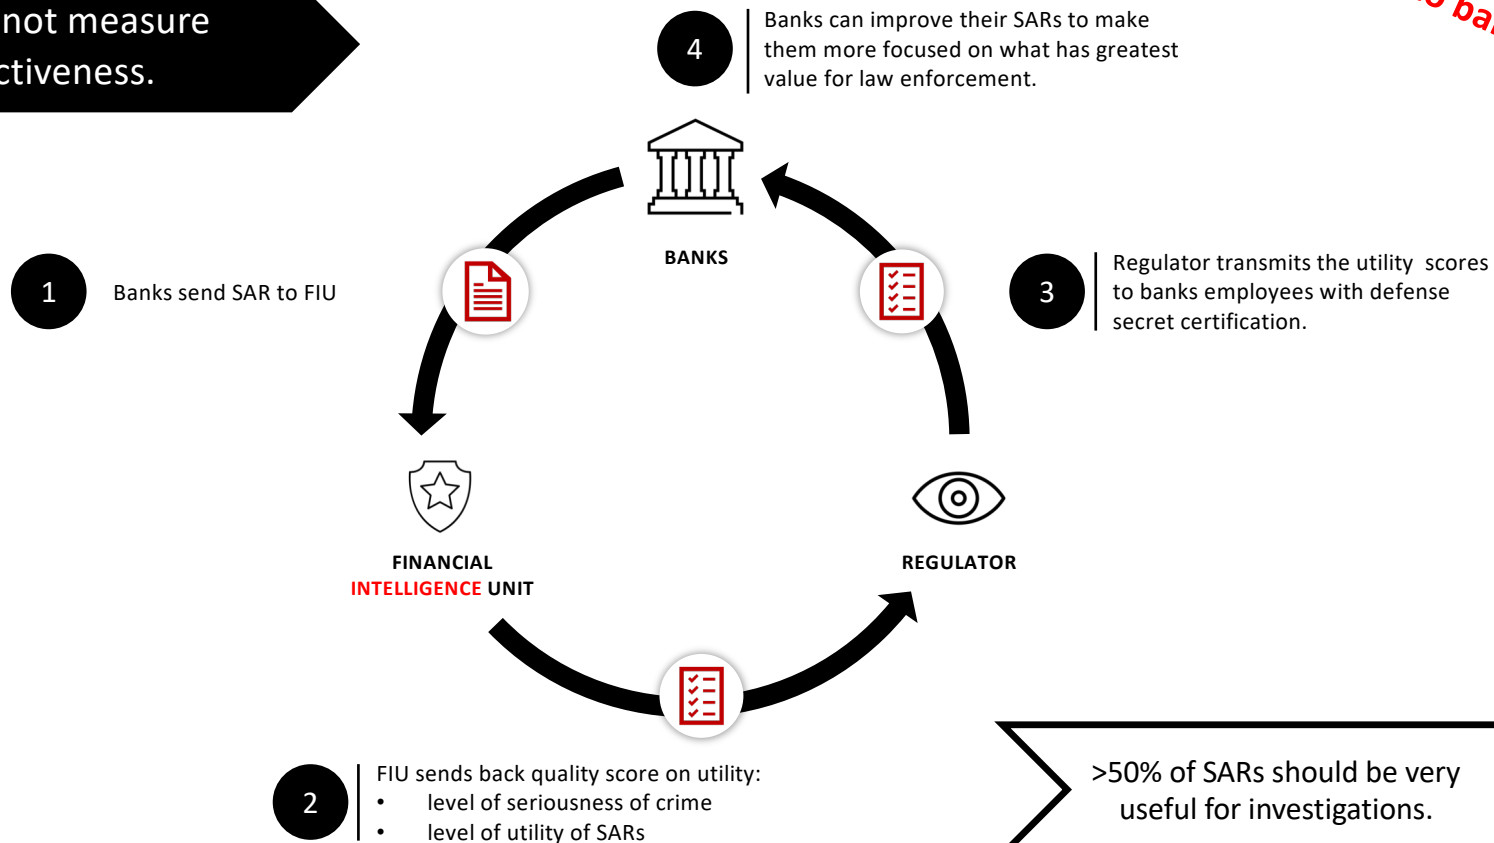 not measure
4
Banks can improve their SARs to make
them more focused on what has greatest
value for law enforcement.
BANKS
1
Banks send SAR to FIU
3
Regulator transmits the utility scores
to banks employees with defense
secret certification.
FINANCIAL
INTELLIGENCE UNIT
REGULATOR
2
FIU sends back quality score on utility:
• level of seriousness of crime
• level of utility of SARs
>50% of SARs should be very
useful for investigations.